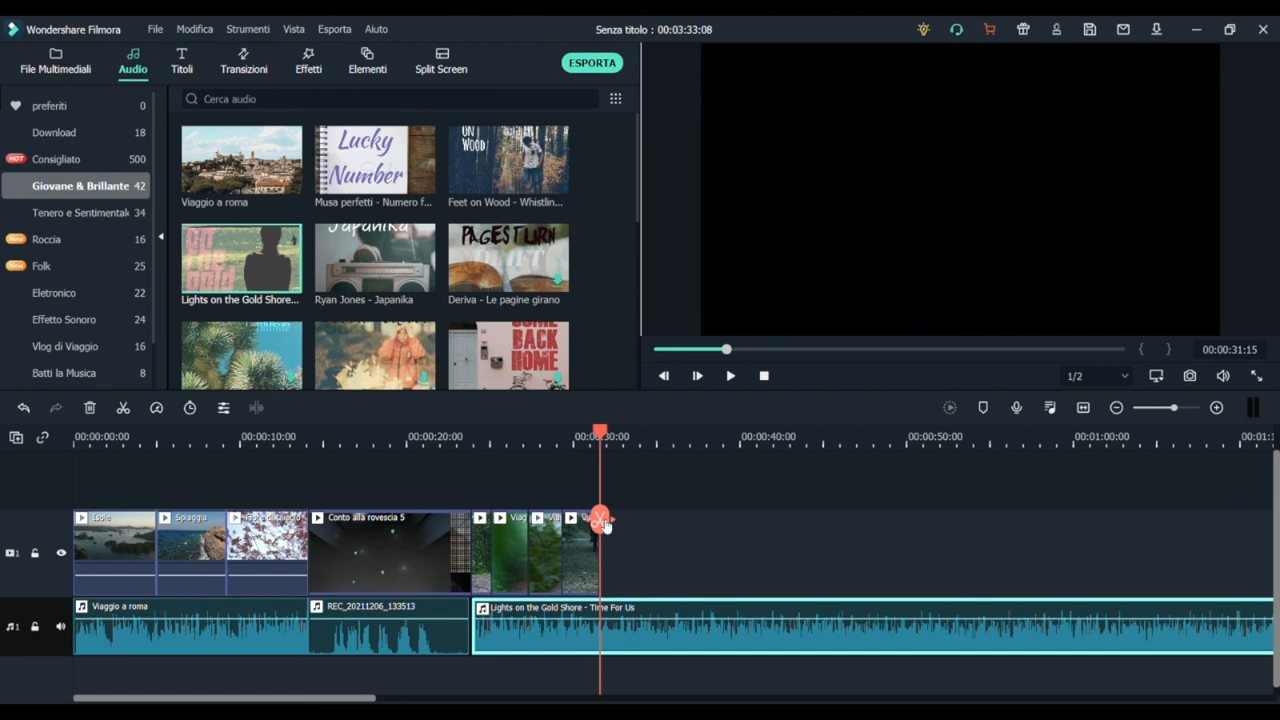 Wondershare Filmora File Modifica Strumenti Vista Esporta Aiuto Senza titolo : 00:03:33:08
File Multimediali Audio Titoli Transizioni Effetti Elementi Split Screen ESPORTA
preferiti 0
Download 18
HOT Consigliato 500
Giovane & Brillante 42
Tenero e Sentimentale 34
New Roccia 16
New Folk 25
Eletronico 22
Effetto Sonoro 24
Vlog di Viaggio 16
Batti la Musica 8
Cerca audio
Lucky Number
ON WOOD
Viaggio a roma Musa perfetti - Numero f... Feet on Wood - Whistlin...
Japanika
PAGES TURN
Lights on the Gold Shore... Ryan Jones - Japanika Deriva - Le pagine girano
COME BACK HOME
{ } 00:00:31:15
1/2
00:00:00:00 00:00:10:00 00:00:20:00 00:00:30:00 00:00:40:00 00:00:50:00 00:01:00:00 00:01:1
1 Isole Spiaggia Conto alla rovescia 5 Viag Via
1 Viaggio a roma REC_20211206_133513 Lights on the Gold Shore - Time For Us